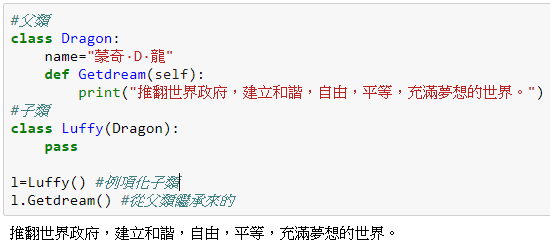 #父類
class Dragon:
    name="蒙奇·D·龍"
    def Getdream(self):
        print("推翻世界政府，建立和諧，自由，平等，充滿夢想的世界。")
#子類
class Luffy(Dragon):
    pass

l=Luffy() #例項化子類
l.Getdream() #從父類繼承來的
推翻世界政府，建立和諧，自由，平等，充滿夢想的世界。